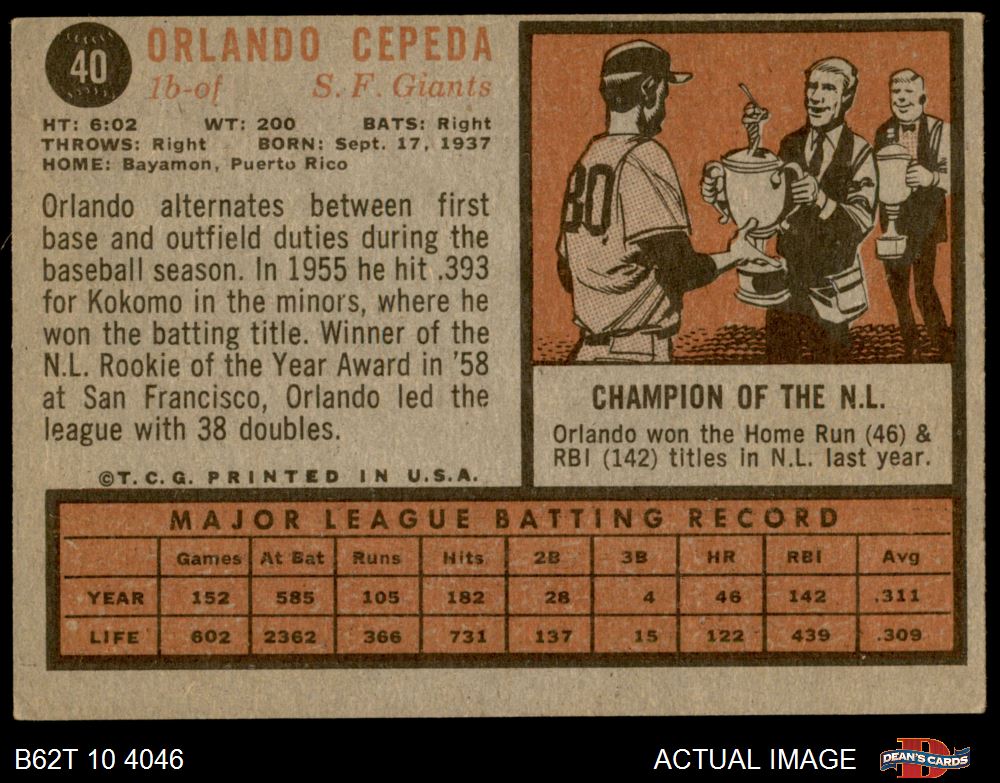 40
ORLANDO CEPEDA
1b-of S. F. Giants
HT: 6:02 WT: 200 BATS: Right
THROWS: Right BORN: Sept. 17, 1937
HOME: Bayamon, Puerto Rico
Orlando alternates between first
base and outfield duties during the
baseball season. In 1955 he hit .393
for Kokomo in the minors, where he
won the batting title. Winner of the
N.L. Rookie of the Year Award in '58
at San Francisco, Orlando led the
league with 38 doubles.
©T. C. G. PRINTED IN U.S.A.
80
CHAMPION OF THE N.L.
Orlando won the Home Run (46) &
RBI (142) titles in N.L. last year.
MAJOR LEAGUE BATTING RECORD
Games At Bat Runs Hits 2B 3B HR RBI Avg
YEAR 152 585 105 182 28 4 46 142 .311
LIFE 602 2362 366 731 137 15 122 439 .309
B62T 10 4046
ACTUAL IMAGE
D
DEAN'S CARDS